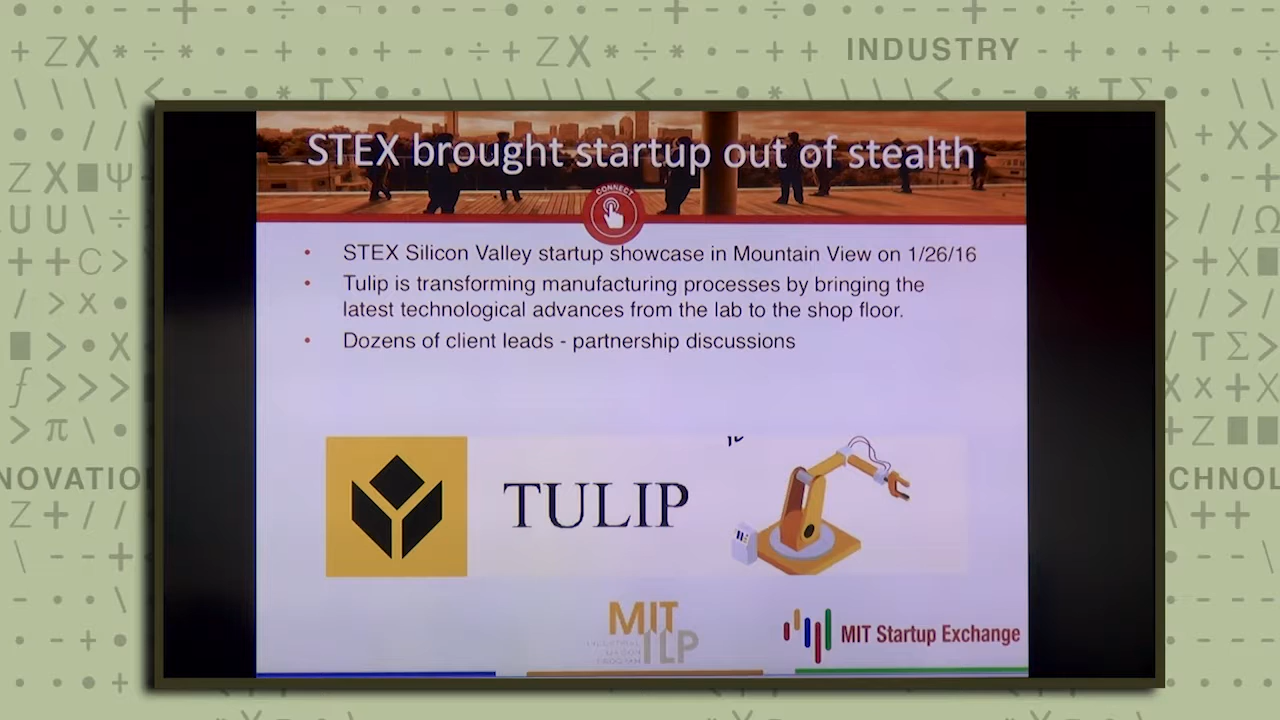 INDUSTRY
STEX brought startup out of stealth
CONNECT
• STEX Silicon Valley startup showcase in Mountain View on 1/26/16
• Tulip is transforming manufacturing processes by bringing the
latest technological advances from the lab to the shop floor.
• Dozens of client leads - partnership discussions
NOVATIO
CHNOL
TULIP
MIT
ILP
MIT Startup Exchange